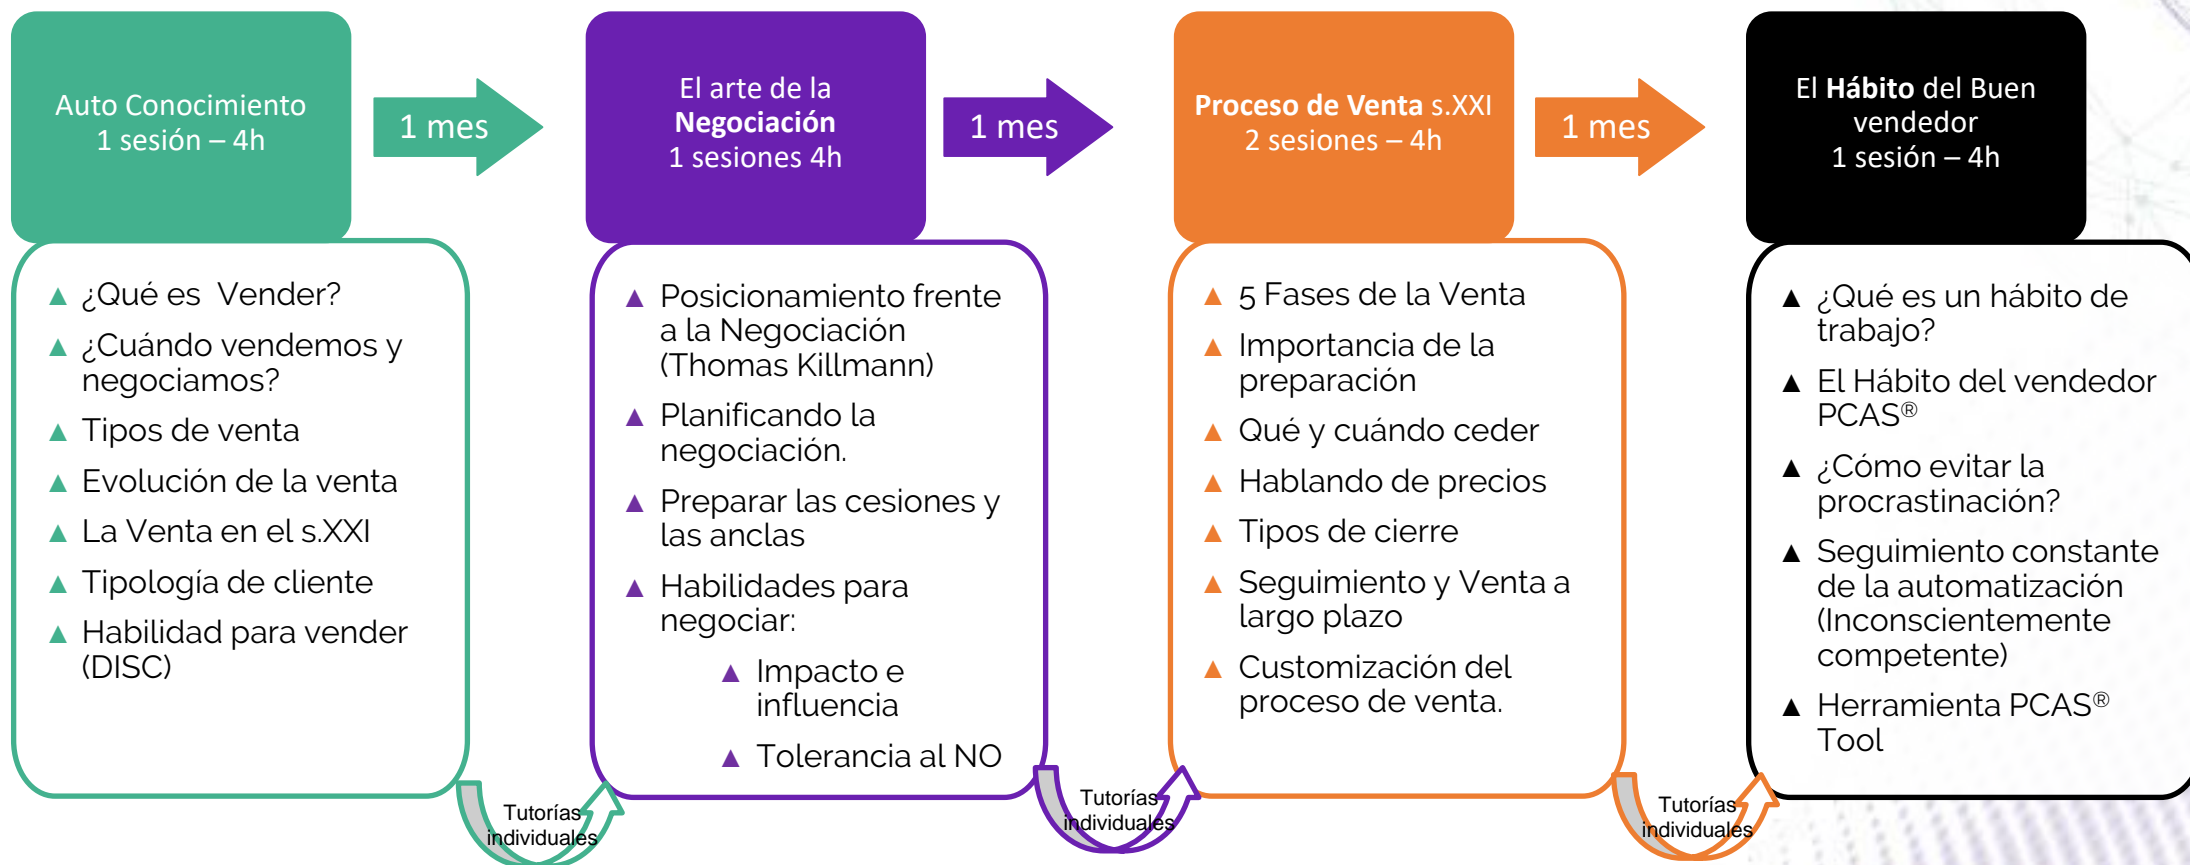 Auto Conocimiento
1 sesión – 4h
1 mes
El arte de la
Negociación
1 sesiones 4h
1 mes
Proceso de Venta s.XXI
2 sesiones – 4h
1 mes
El Hábito del Buen
vendedor
1 sesión – 4h
▲ ¿Qué es  Vender?
▲ ¿Cuándo vendemos y
negociamos?
▲ Tipos de venta
▲ Evolución de la venta
▲ La Venta en el s.XXI
▲ Tipología de cliente
▲ Habilidad para vender
(DISC)
▲ Posicionamiento frente
a la Negociación
(Thomas Killmann)
▲ Planificando la
negociación.
▲ Preparar las cesiones y
las anclas
▲ Habilidades para
negociar:
▲ Impacto e
influencia
▲ Tolerancia al NO
▲ 5 Fases de la Venta
▲ Importancia de la
preparación
▲ Qué y cuándo ceder
▲ Hablando de precios
▲ Tipos de cierre
▲ Seguimiento y Venta a
largo plazo
▲ Customización del
proceso de venta.
▲ ¿Qué es un hábito de
trabajo?
▲ El Hábito del vendedor
PCAS®
▲ ¿Cómo evitar la
procrastinación?
▲ Seguimiento constante
de la automatización
(Inconscientemente
competente)
▲ Herramienta PCAS®
Tool
Tutorías
individuales
Tutorías
individuales
Tutorías
individuales